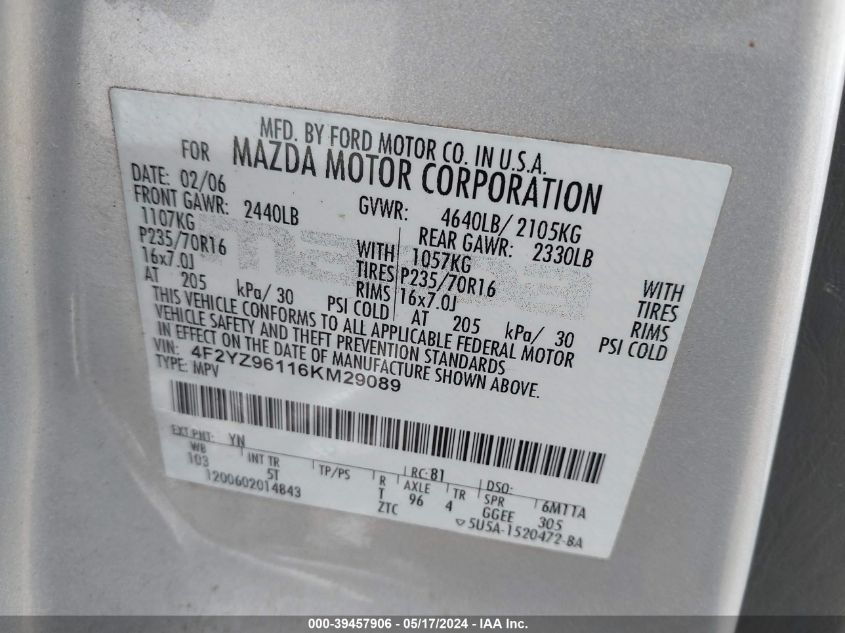 MFD. BY FORD MOTOR CO. IN U.S.A.
FOR MAZDA MOTOR CORPORATION
DATE: 02/06 GVWR: 4640LB/ 2105KG
FRONT GAWR: 2440LB REAR GAWR: 2330LB
1107KG WITH 1057KG WITH
P235/70R16 TIRES P235/70R16 TIRES
16x7.0J RIMS 16x7.0J RIMS
AT 205 kPa/ 30 PSI COLD AT 205 kPa/ 30 PSI COLD
THIS VEHICLE CONFORMS TO ALL APPLICABLE FEDERAL MOTOR
VEHICLE SAFETY AND THEFT PREVENTION STANDARDS
IN EFFECT ON THE DATE OF MANUFACTURE SHOWN ABOVE.
VIN: 4F2YZ96116KM29089
TYPE: MPV
EXT PNT: YN RC: 81 DSO:
WB INT TR TP/PS R AXLE TR SPR 6M11A
103 5T T 96 4 GGEE 305
1200602014843 ZTC 5U5A-1520472-BA
000-39457906 - 05/17/2024 - IAA Inc.